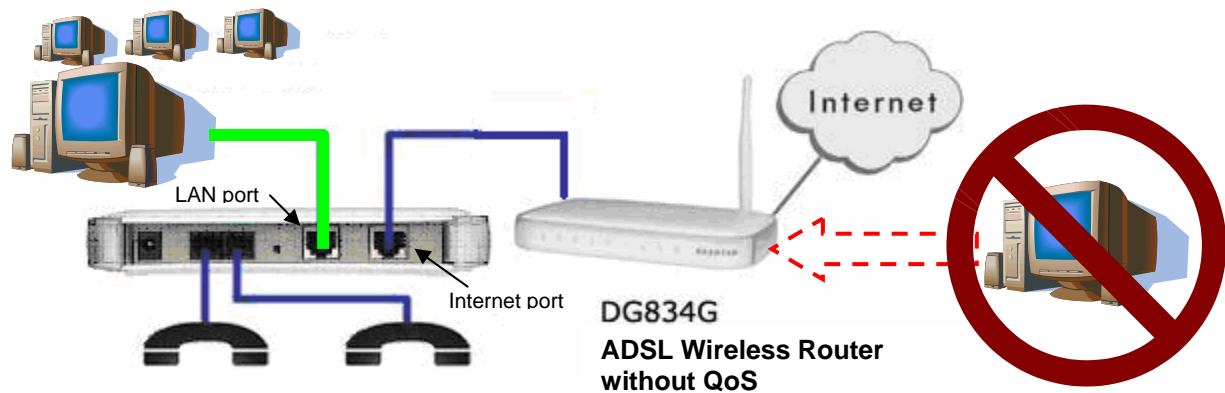 Internet
LAN port
Internet port
DG834G
ADSL Wireless Router
without QoS